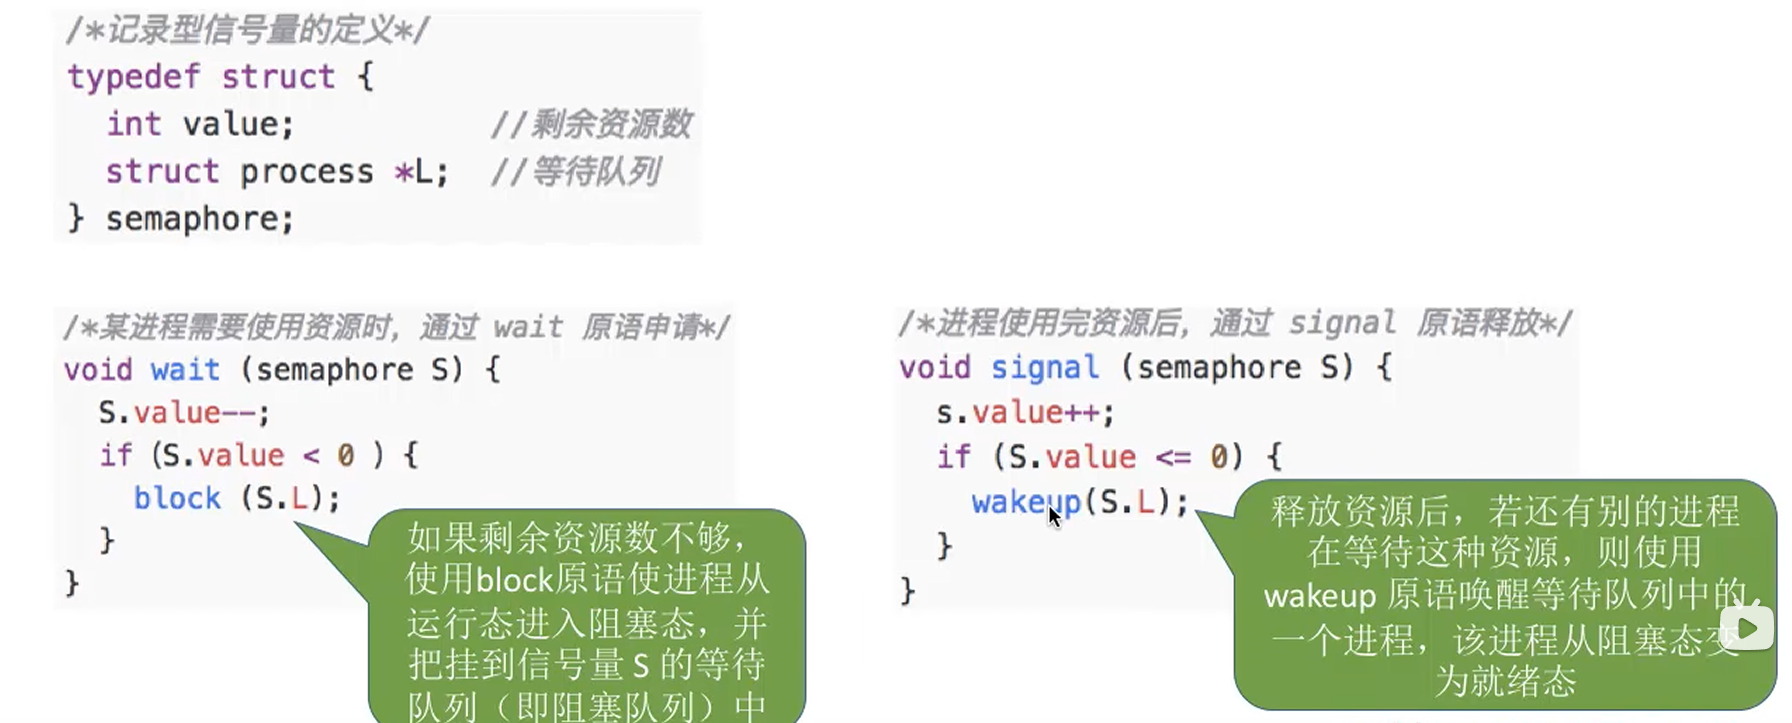 /*记录型信号量的定义*/
typedef struct {
int value; //剩余资源数
struct process *L; //等待队列
} semaphore;
/*某进程需要使用资源时，通过 wait 原语申请*/
void wait (semaphore S) {
S.value--;
if (S.value < 0 ) {
block (S.L);
}
}
如果剩余资源数不够，
使用block原语使进程从
运行态进入阻塞态，并
把挂到信号量 S 的等待
队列（即阻塞队列）中
/*进程使用完资源后，通过 signal 原语释放*/
void signal (semaphore S) {
s.value++;
if (S.value <= 0) {
wakeup(S.L);
}
}
释放资源后，若还有别的进程
在等待这种资源，则使用
wakeup 原语唤醒等待队列中的
一个进程，该进程从阻塞态变
为就绪态